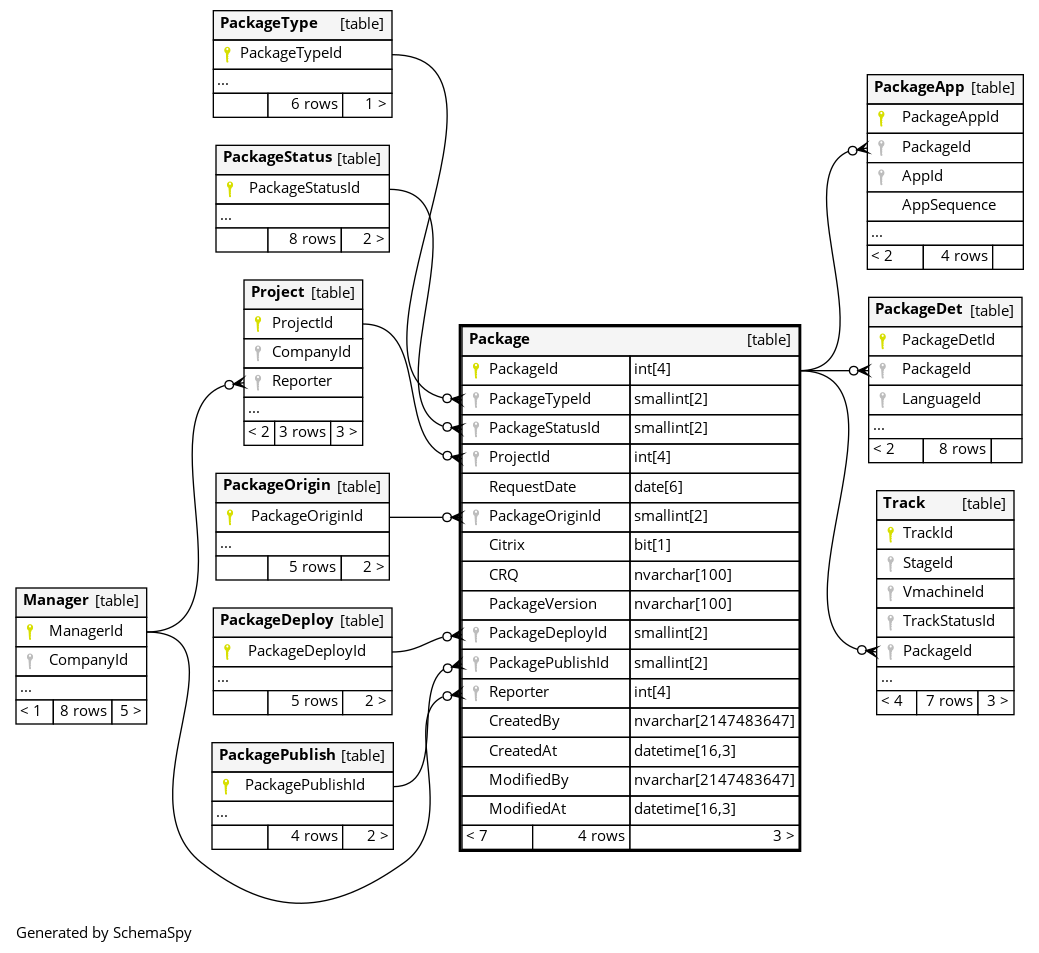 PackageType [table]
PackageTypeId
...
6 rows 1 >
PackageStatus [table]
PackageStatusId
...
8 rows 2 >
Project [table]
ProjectId
CompanyId
Reporter
...
< 2 3 rows 3 >
PackageOrigin [table]
PackageOriginId
...
5 rows 2 >
Manager [table]
ManagerId
CompanyId
...
< 1 8 rows 5 >
PackageDeploy [table]
PackageDeployId
...
5 rows 2 >
PackagePublish [table]
PackagePublishId
...
4 rows 2 >
Package [table]
PackageId int[4]
PackageTypeId smallint[2]
PackageStatusId smallint[2]
ProjectId int[4]
RequestDate date[6]
PackageOriginId smallint[2]
Citrix bit[1]
CRQ nvarchar[100]
PackageVersion nvarchar[100]
PackageDeployId smallint[2]
PackagePublishId smallint[2]
Reporter int[4]
CreatedBy nvarchar[2147483647]
CreatedAt datetime[16,3]
ModifiedBy nvarchar[2147483647]
ModifiedAt datetime[16,3]
< 7 4 rows 3 >
PackageApp [table]
PackageAppId
PackageId
AppId
AppSequence
...
< 2 4 rows
PackageDet [table]
PackageDetId
PackageId
LanguageId
...
< 2 8 rows
Track [table]
TrackId
StageId
VmachineId
TrackStatusId
PackageId
...
< 4 7 rows 3 >
Generated by SchemaSpy